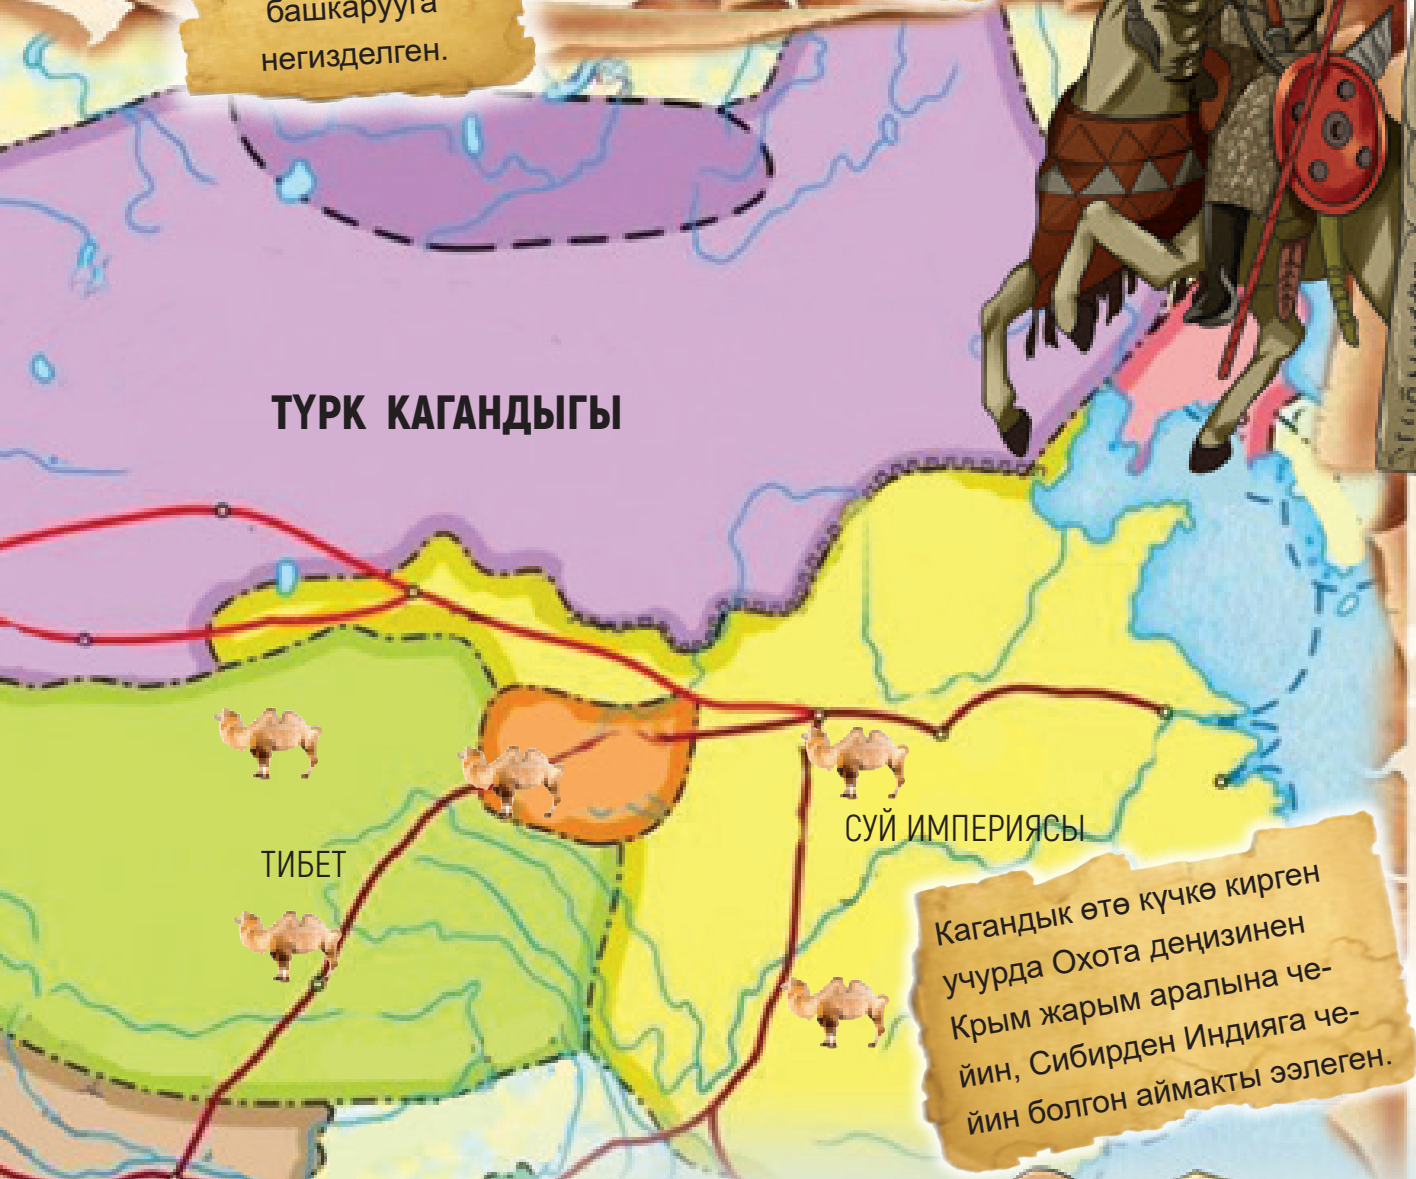 башкарууга
негизделген.
ТҮРК КАГАНДЫГЫ
СУЙ ИМПЕРИЯСЫ
ТИБЕТ
Кагандык өтө күчкө кирген
учурда Охота деңизинен
Крым жарым аралына че-
йин, Сибирден Индияга че-
йин болгон аймакты ээлеген.